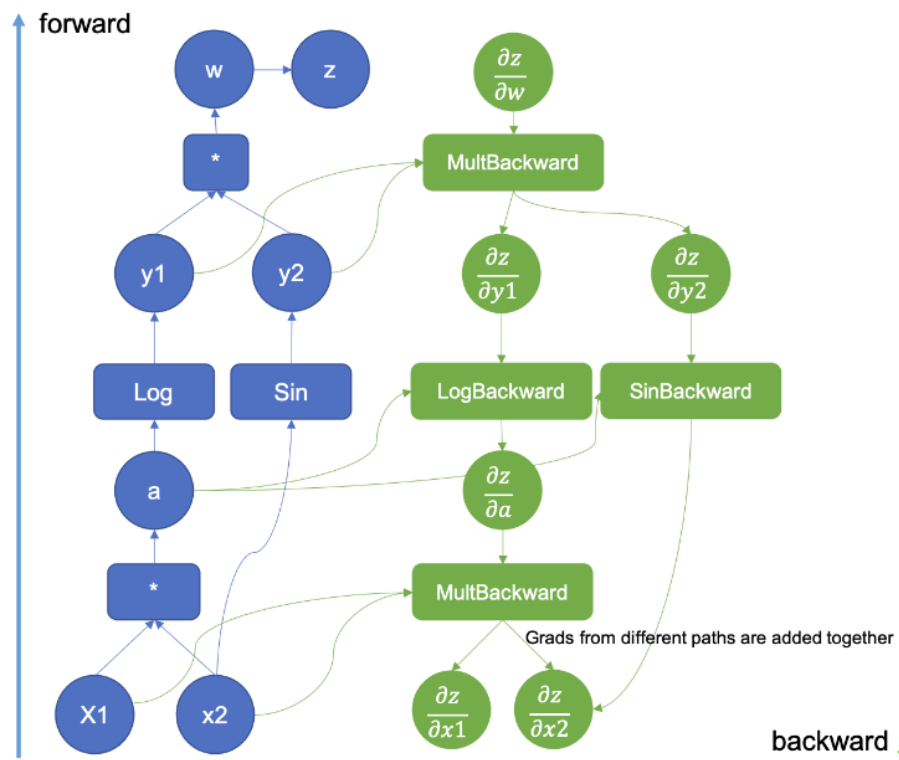 forward
w
z
∂z
∂w
*
MultBackward
y1
y2
∂z
∂y1
∂z
∂y2
Log
Sin
LogBackward
SinBackward
a
∂z
∂a
*
MultBackward
Grads from different paths are added together
X1
x2
∂z
∂x1
∂z
∂x2
backward